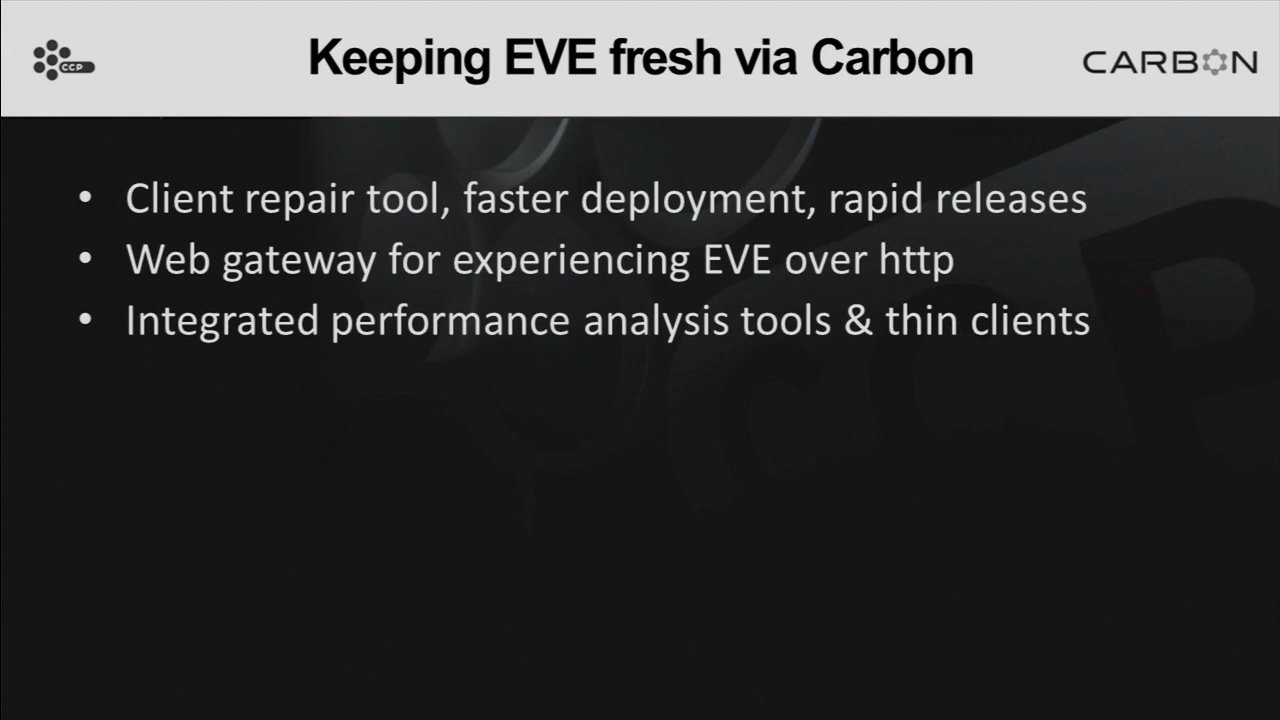 CCP
Keeping EVE fresh via Carbon
CARBON
• Client repair tool, faster deployment, rapid releases
• Web gateway for experiencing EVE over http
• Integrated performance analysis tools & thin clients
CCP